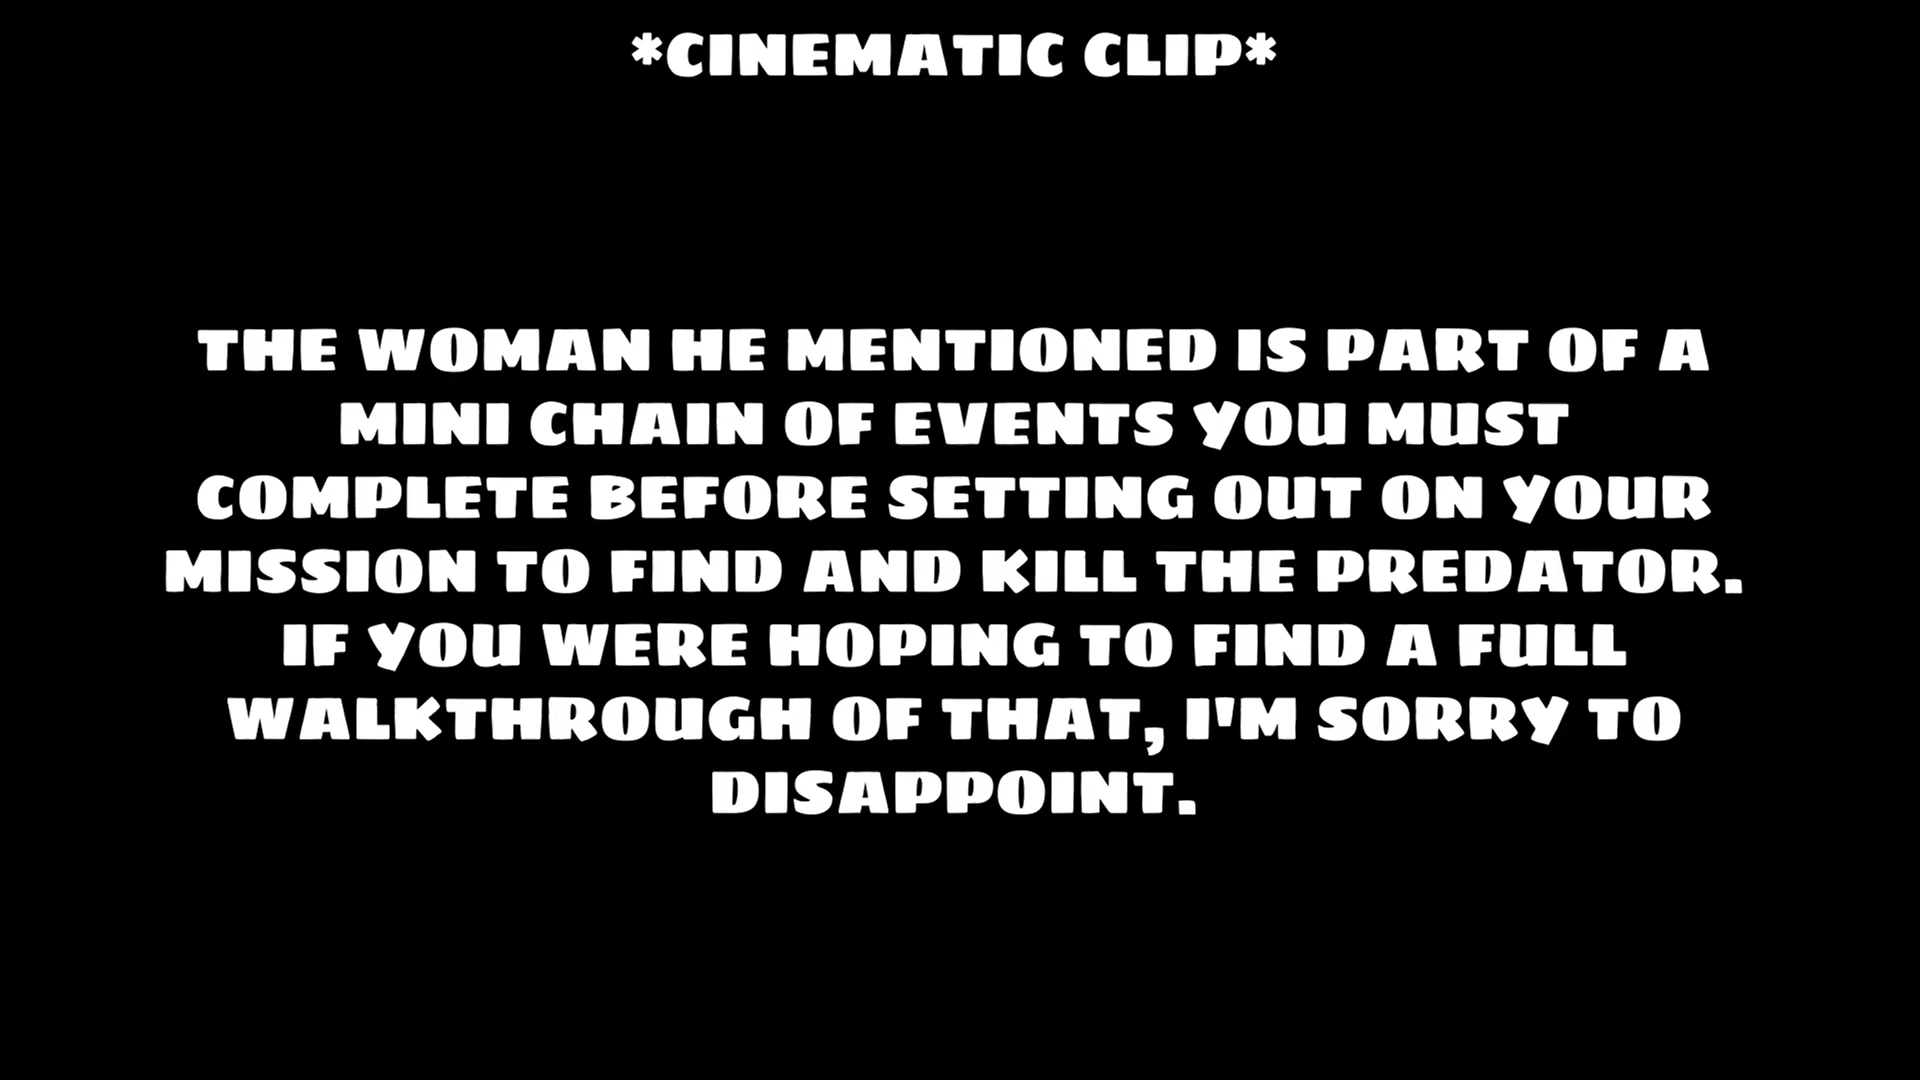 *CINEMATIC CLIP*
THE WOMAN HE MENTIONED IS PART OF A
MINI CHAIN OF EVENTS YOU MUST
COMPLETE BEFORE SETTING OUT ON YOUR
MISSION TO FIND AND KILL THE PREDATOR.
IF YOU WERE HOPING TO FIND A FULL
WALKTHROUGH OF THAT, I'M SORRY TO
DISAPPOINT.